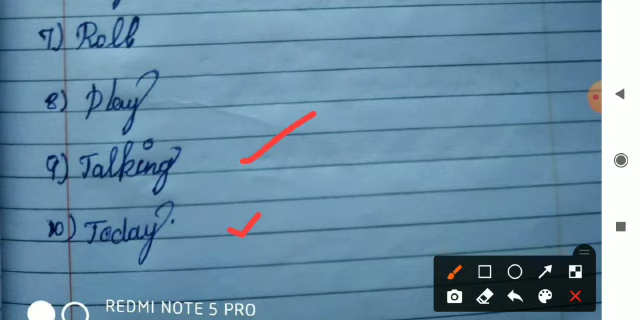 7) Roll
8) Play
9) Talking
10) Today.
REDMI NOTE 5 PRO